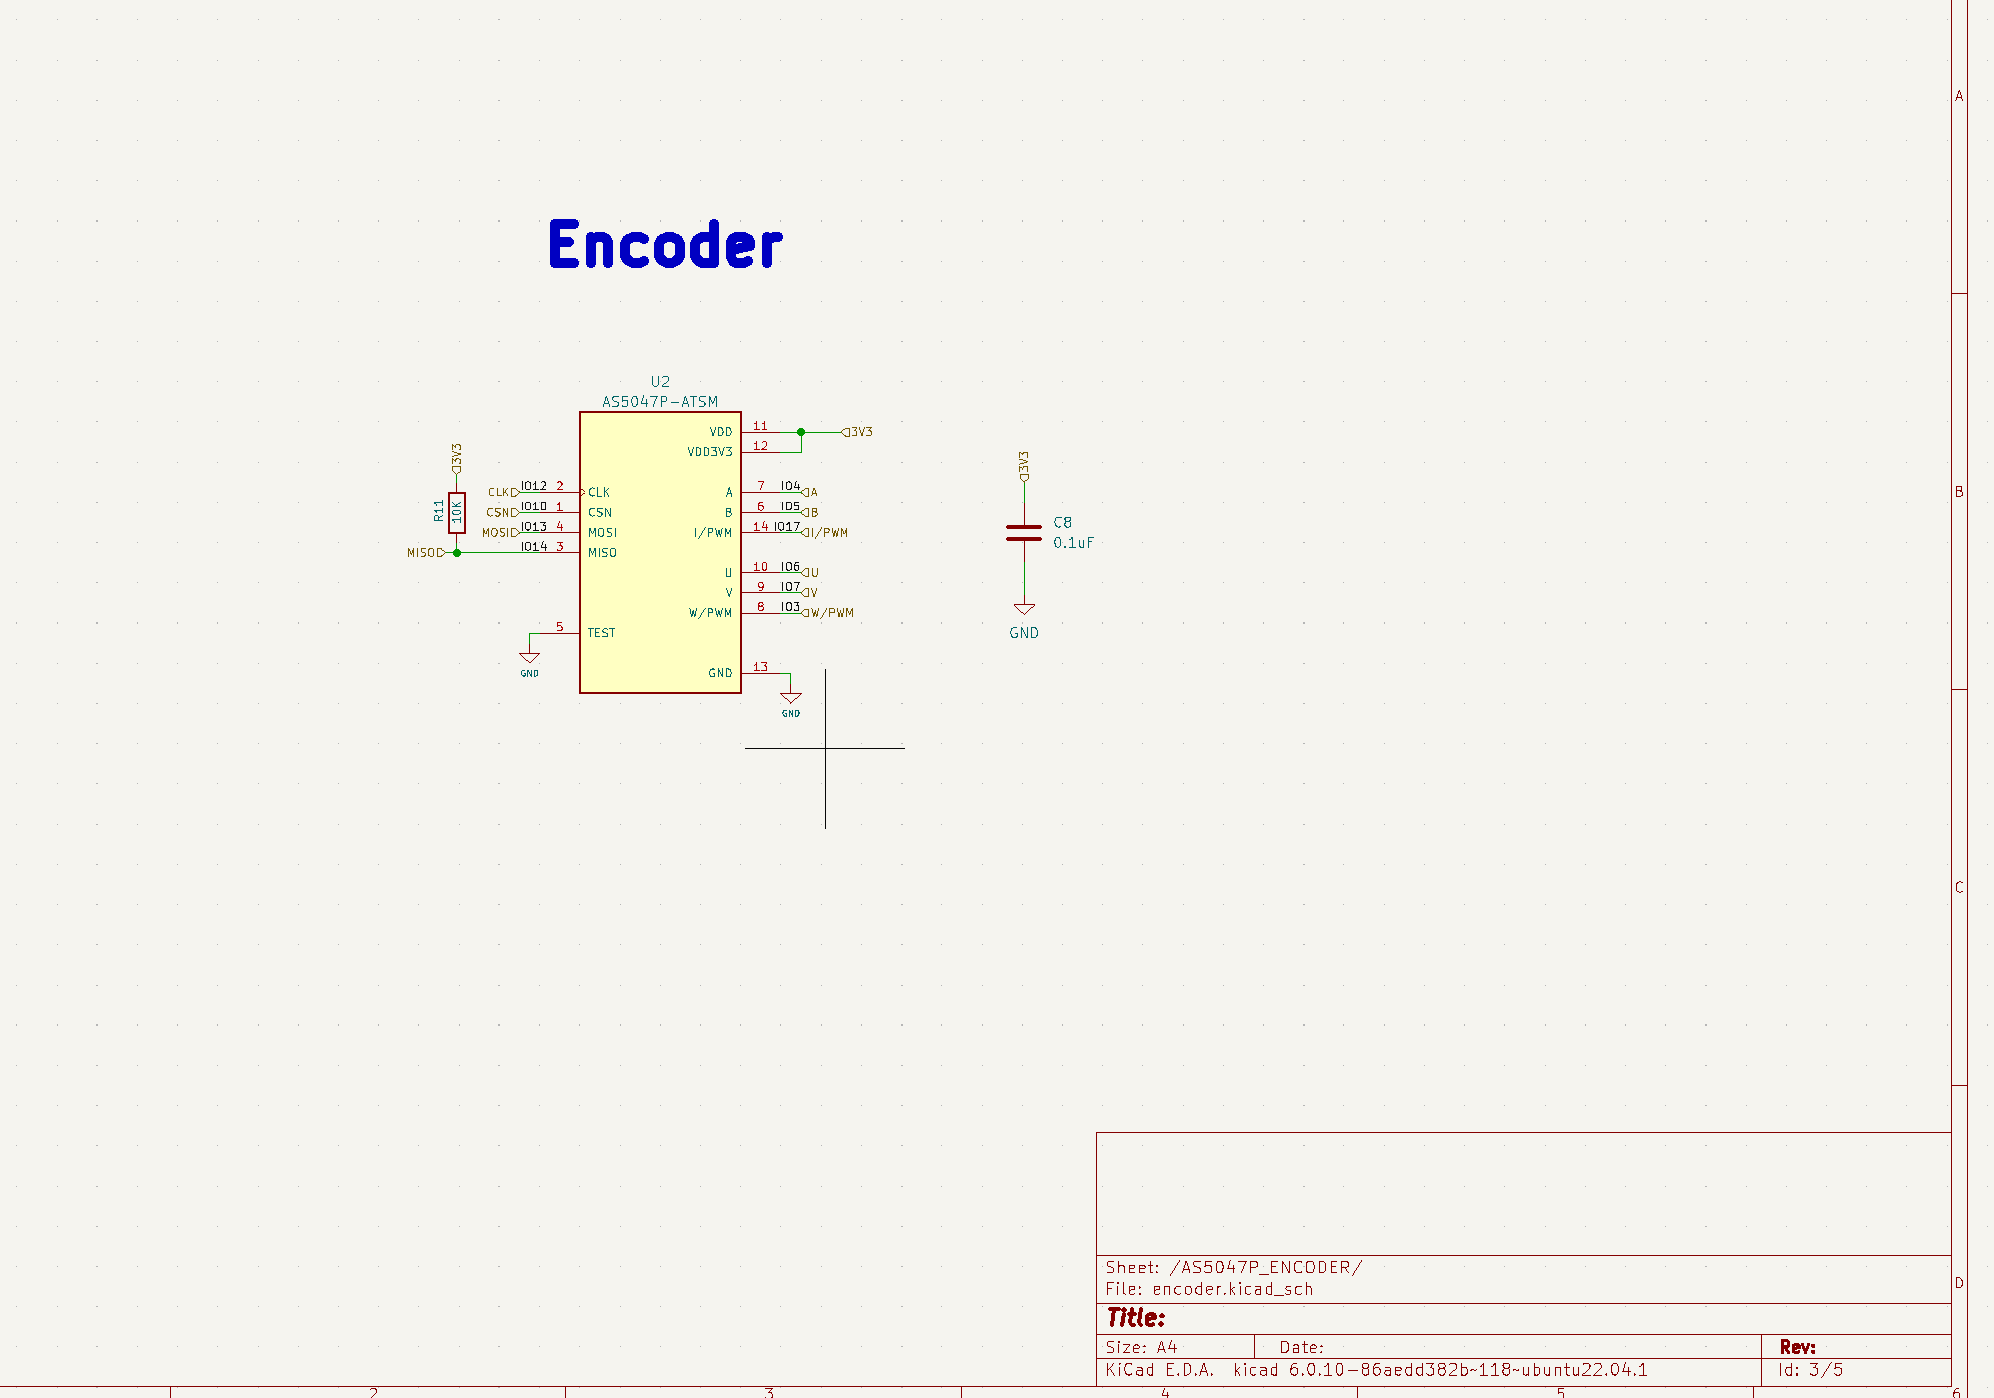 A
Encoder
U2
AS5047P-ATSM
VDD 11 3V3
VDD3V3 12
3V3
R11
10K
CLK IO12 2 CLK
CSN IO10 1 CSN
MOSI IO13 4 MOSI
MISO IO14 3 MISO
5 TEST
GND
A 7 IO4 A
B 6 IO5 B
I/PWM 14 IO17 I/PWM
U 10 IO6 U
V 9 IO7 V
W/PWM 8 IO3 W/PWM
GND 13
GND
3V3
C8
0.1uF
GND
B
C
D
Sheet: /AS5047P_ENCODER/
File: encoder.kicad_sch
Title:
Size: A4 Date: Rev:
KiCad E.D.A. kicad 6.0.10-86aedd382b~118~ubuntu22.04.1 Id: 3/5
2 3 4 5 6